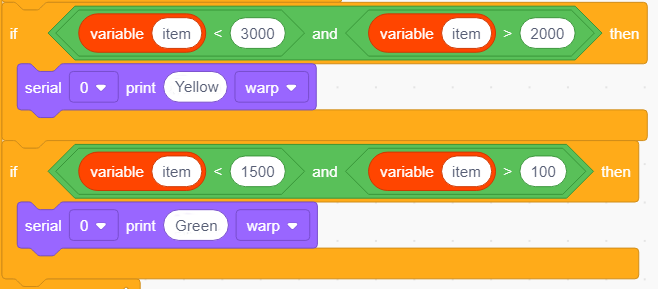 if variable item < 3000 and variable item > 2000 then
serial 0 print Yellow warp
if variable item < 1500 and variable item > 100 then
serial 0 print Green warp